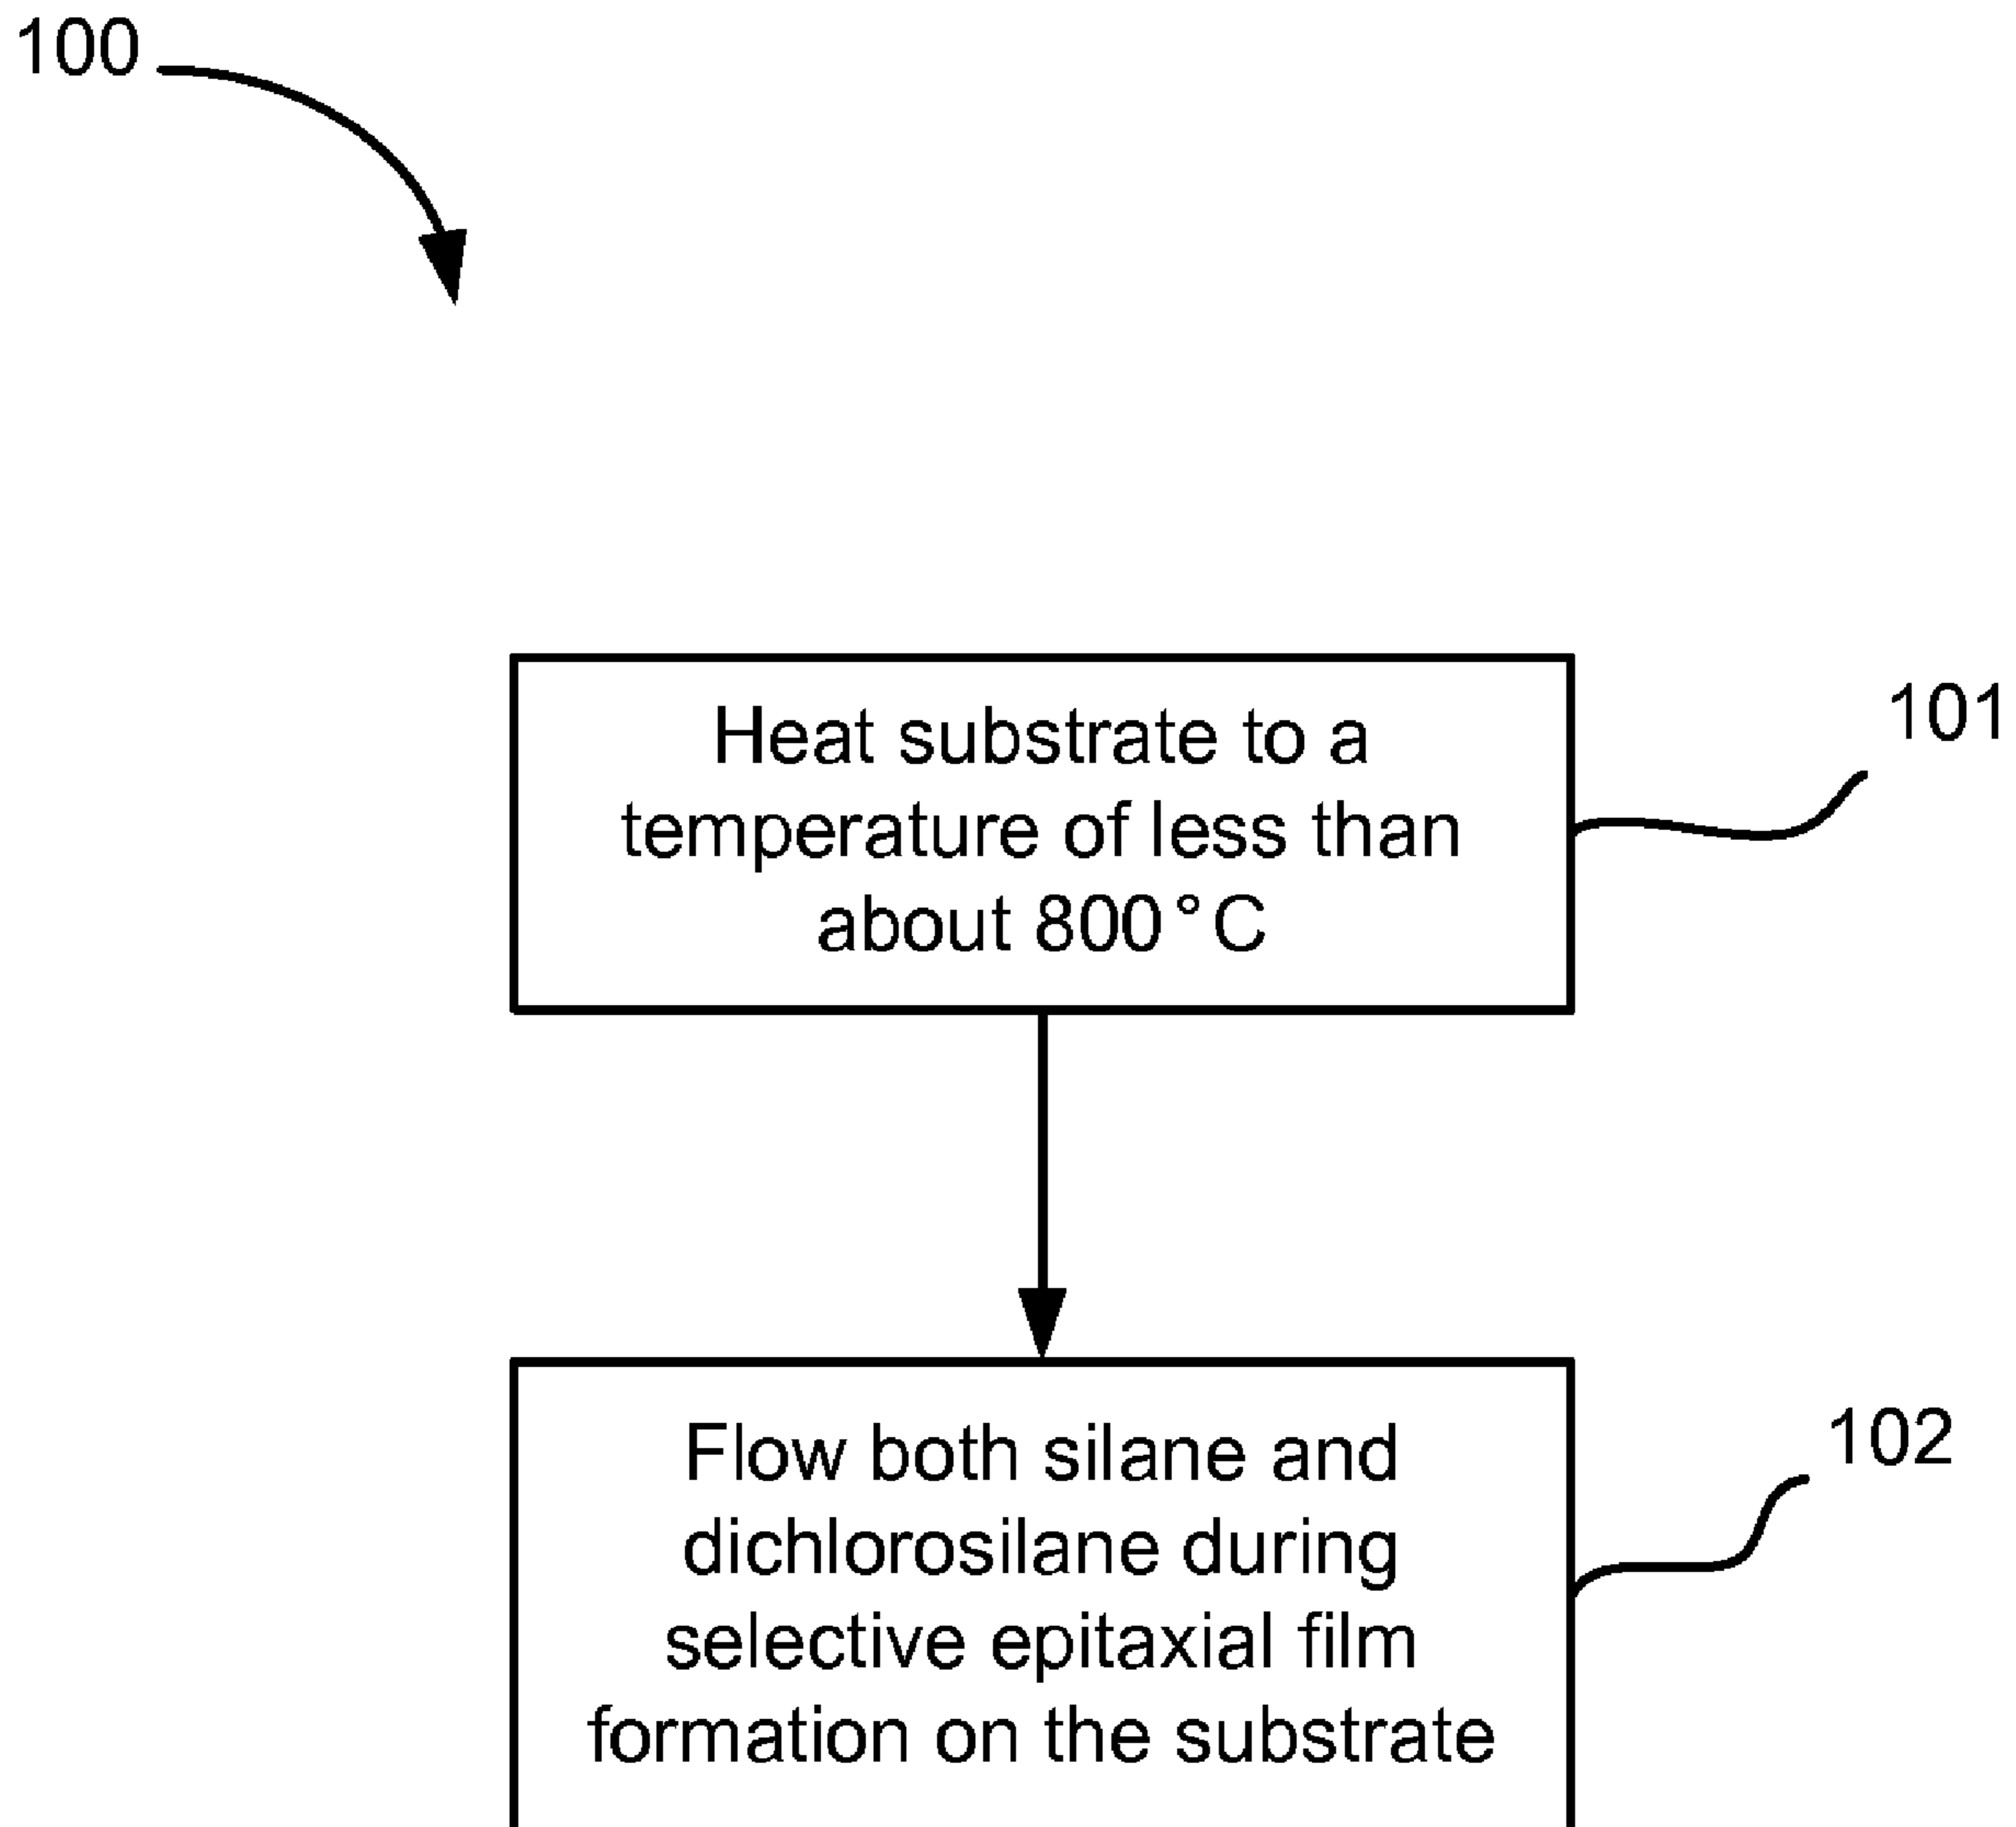 100
Heat substrate to a
101
temperature of less than
about 800°C
Flow both silane and
102
dichlorosilane during
selective epitaxial film
formation on the substrate